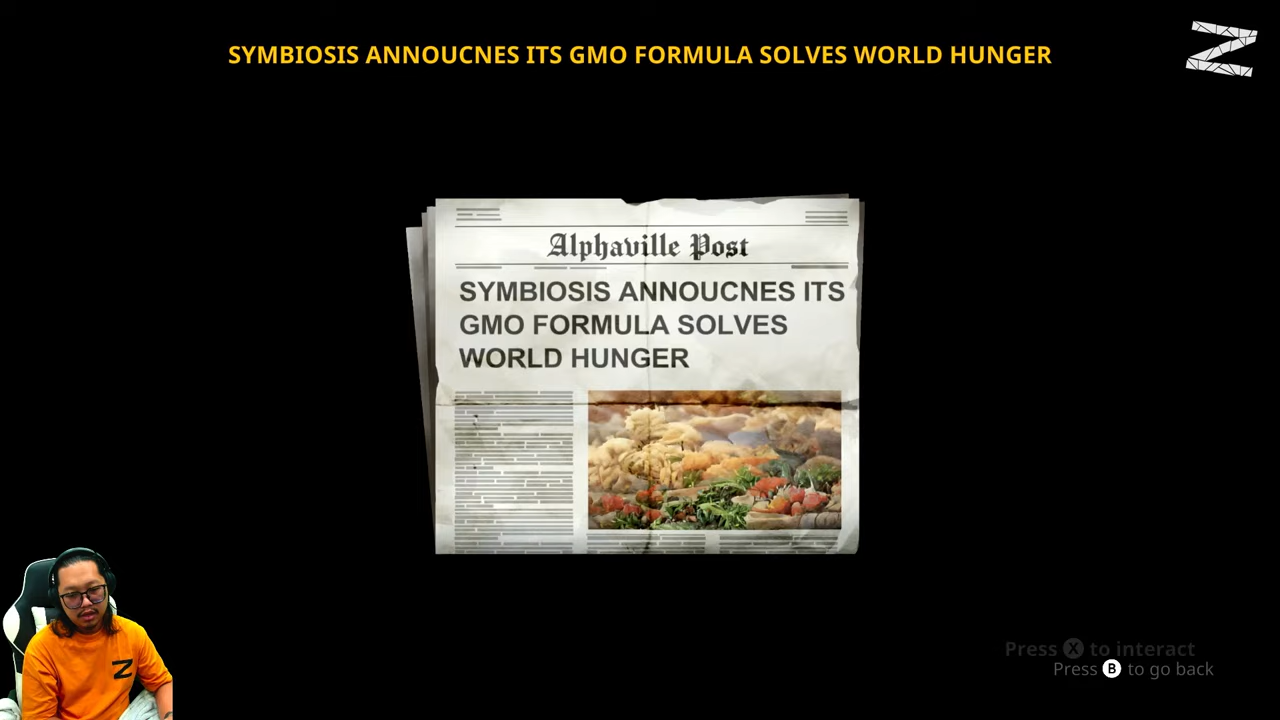 SYMBIOSIS ANNOUCNES ITS GMO FORMULA SOLVES WORLD HUNGER
Z
Alphaville Post
SYMBIOSIS ANNOUCNES ITS
GMO FORMULA SOLVES
WORLD HUNGER
Z
Press X to interact
Press B to go back